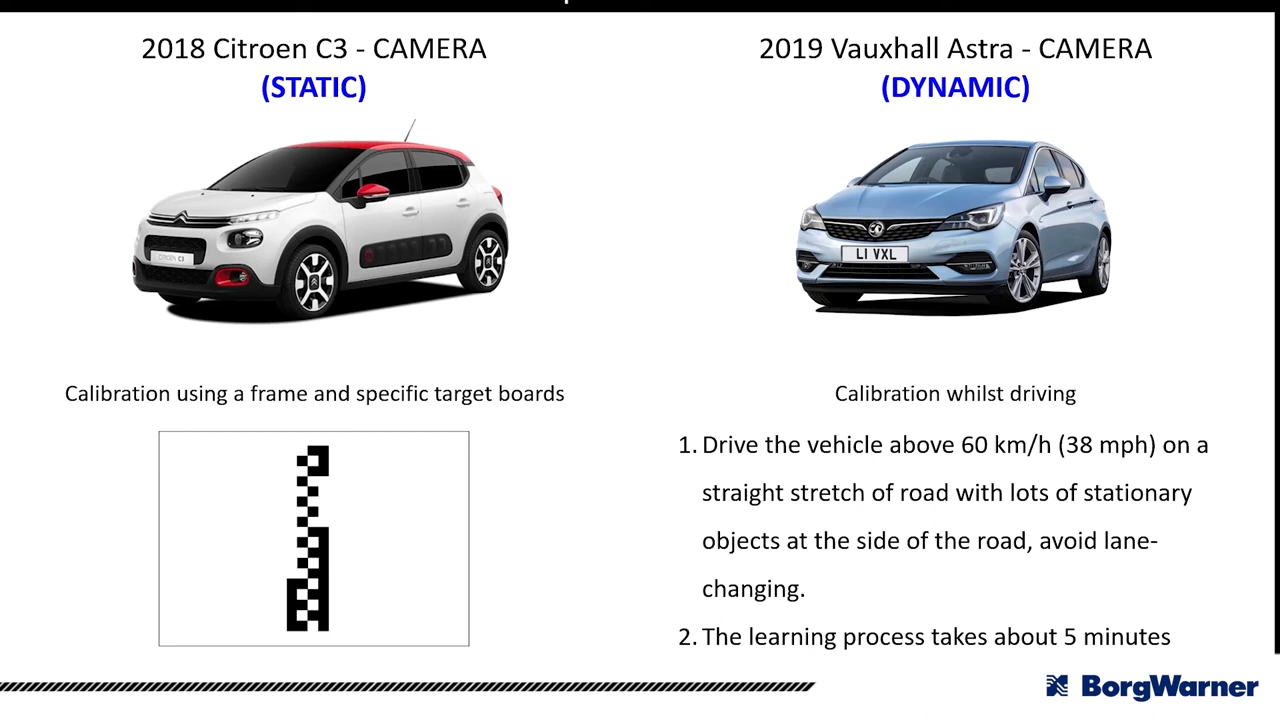 2018 Citroen C3 - CAMERA
(STATIC)
CITROEN C3
Calibration using a frame and specific target boards
2019 Vauxhall Astra - CAMERA
(DYNAMIC)
L1 VXL
Calibration whilst driving
1. Drive the vehicle above 60 km/h (38 mph) on a
straight stretch of road with lots of stationary
objects at the side of the road, avoid lane-
changing.
2. The learning process takes about 5 minutes
BorgWarner